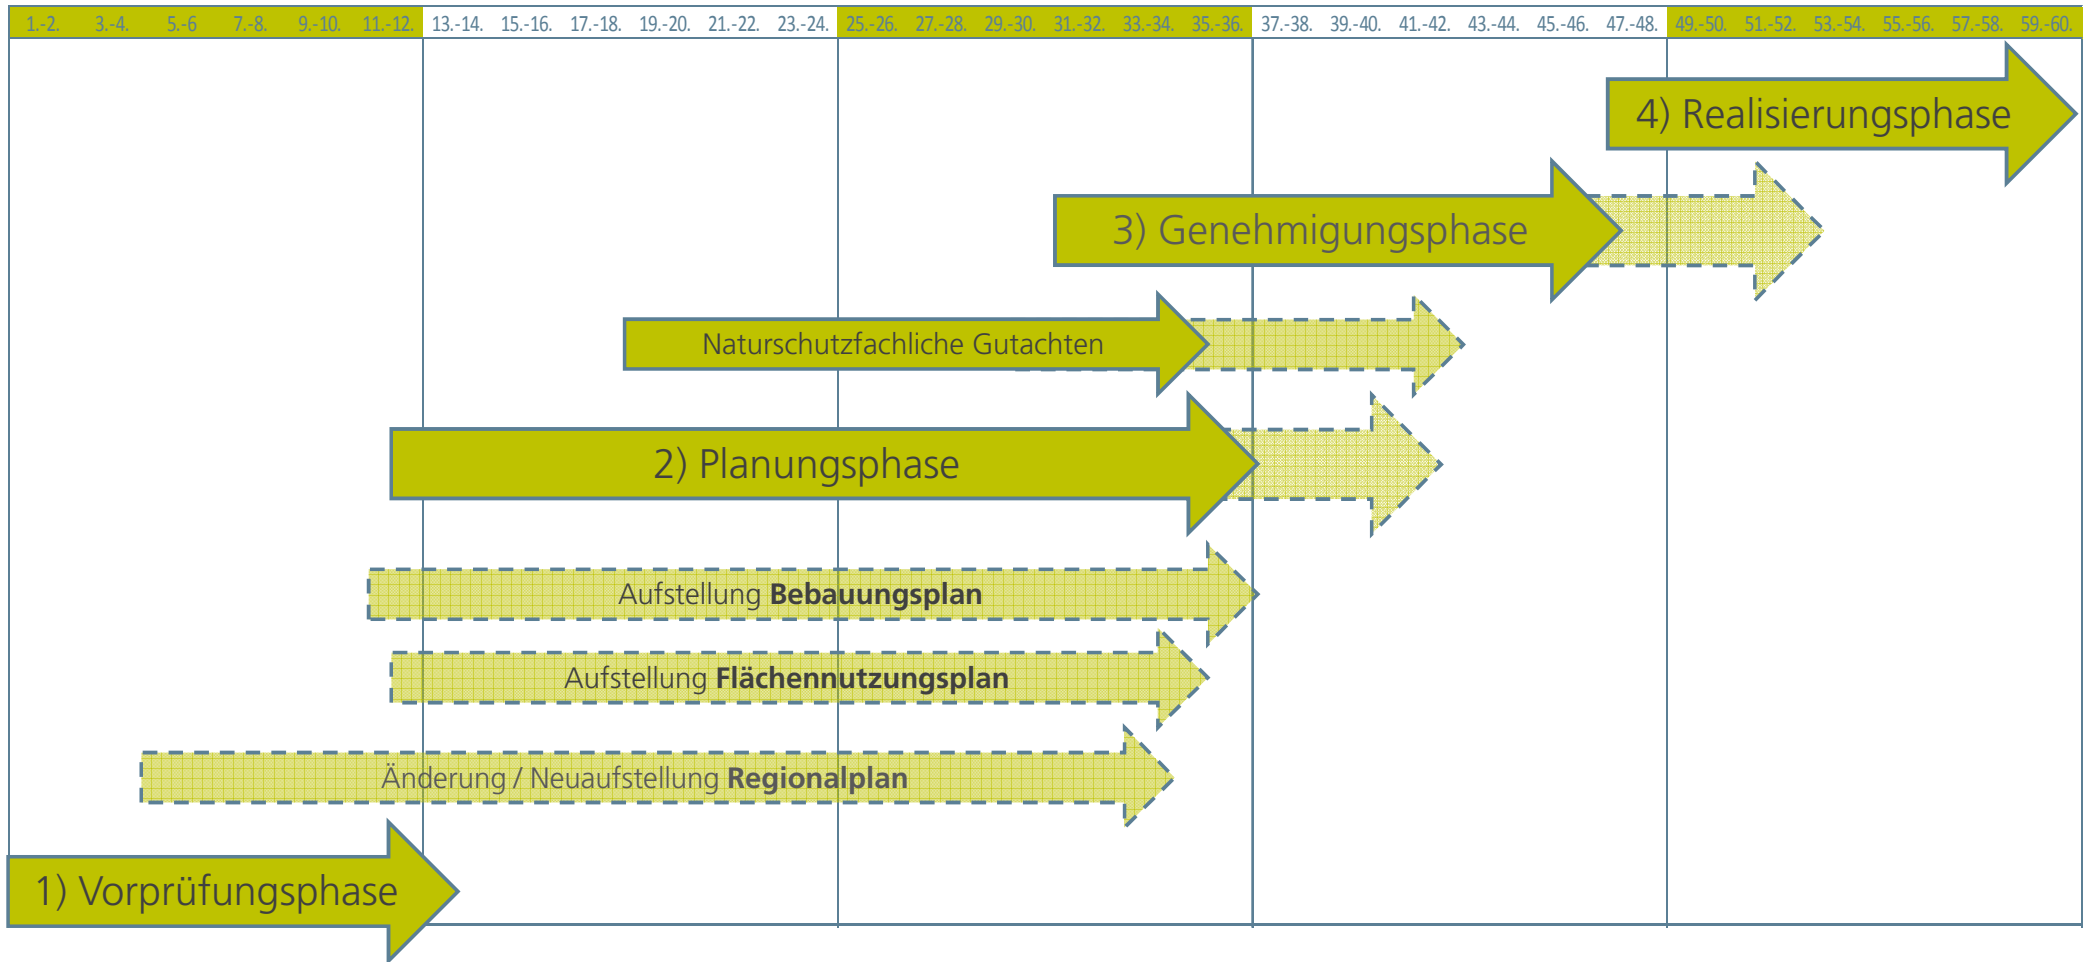 1.-2. 3.-4. 5.-6 7.-8. 9.-10. 11.-12. 13.-14. 15.-16. 17.-18. 19.-20. 21.-22. 23.-24. 25.-26. 27.-28. 29.-30. 31.-32. 33.-34. 35.-36. 37.-38. 39.-40. 41.-42. 43.-44. 45.-46. 47.-48. 49.-50. 51.-52. 53.-54. 55.-56. 57.-58. 59.-60.
4) Realisierungsphase
3) Genehmigungsphase
Naturschutzfachliche Gutachten
2) Planungsphase
Aufstellung Bebauungsplan
Aufstellung Flächennutzungsplan
Änderung / Neuaufstellung Regionalplan
1) Vorprüfungsphase